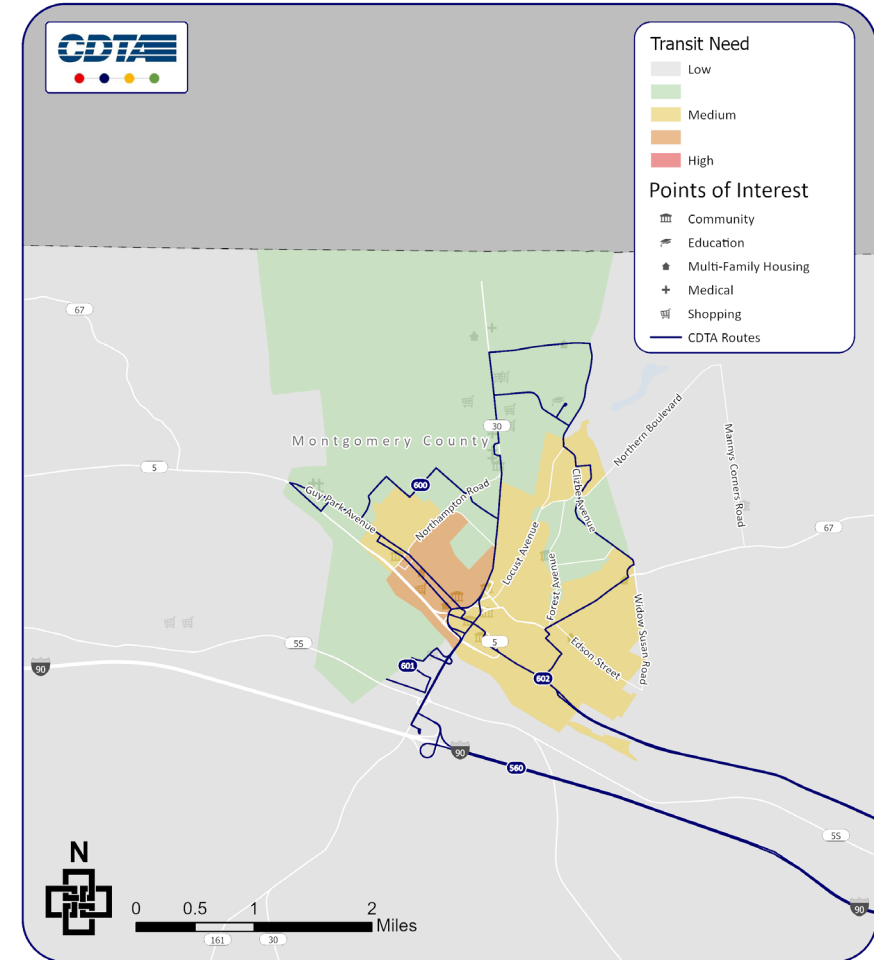 CDTA
Transit Need
Low
Medium
High
Points of Interest
Community
Education
Multi-Family Housing
Medical
Shopping
CDTA Routes
67
30
Northern Boulevard
Mannys Corners Road
Montgomery County
5
600
Guy Park Avenue
Northampton Road
Clizbe Avenue
67
Locust Avenue
Forest Avenue
Widow Susan Road
5S
5
Edson Street
90
601
602
90
560
5S
N
0 0.5 1 2
Miles
90
161
30